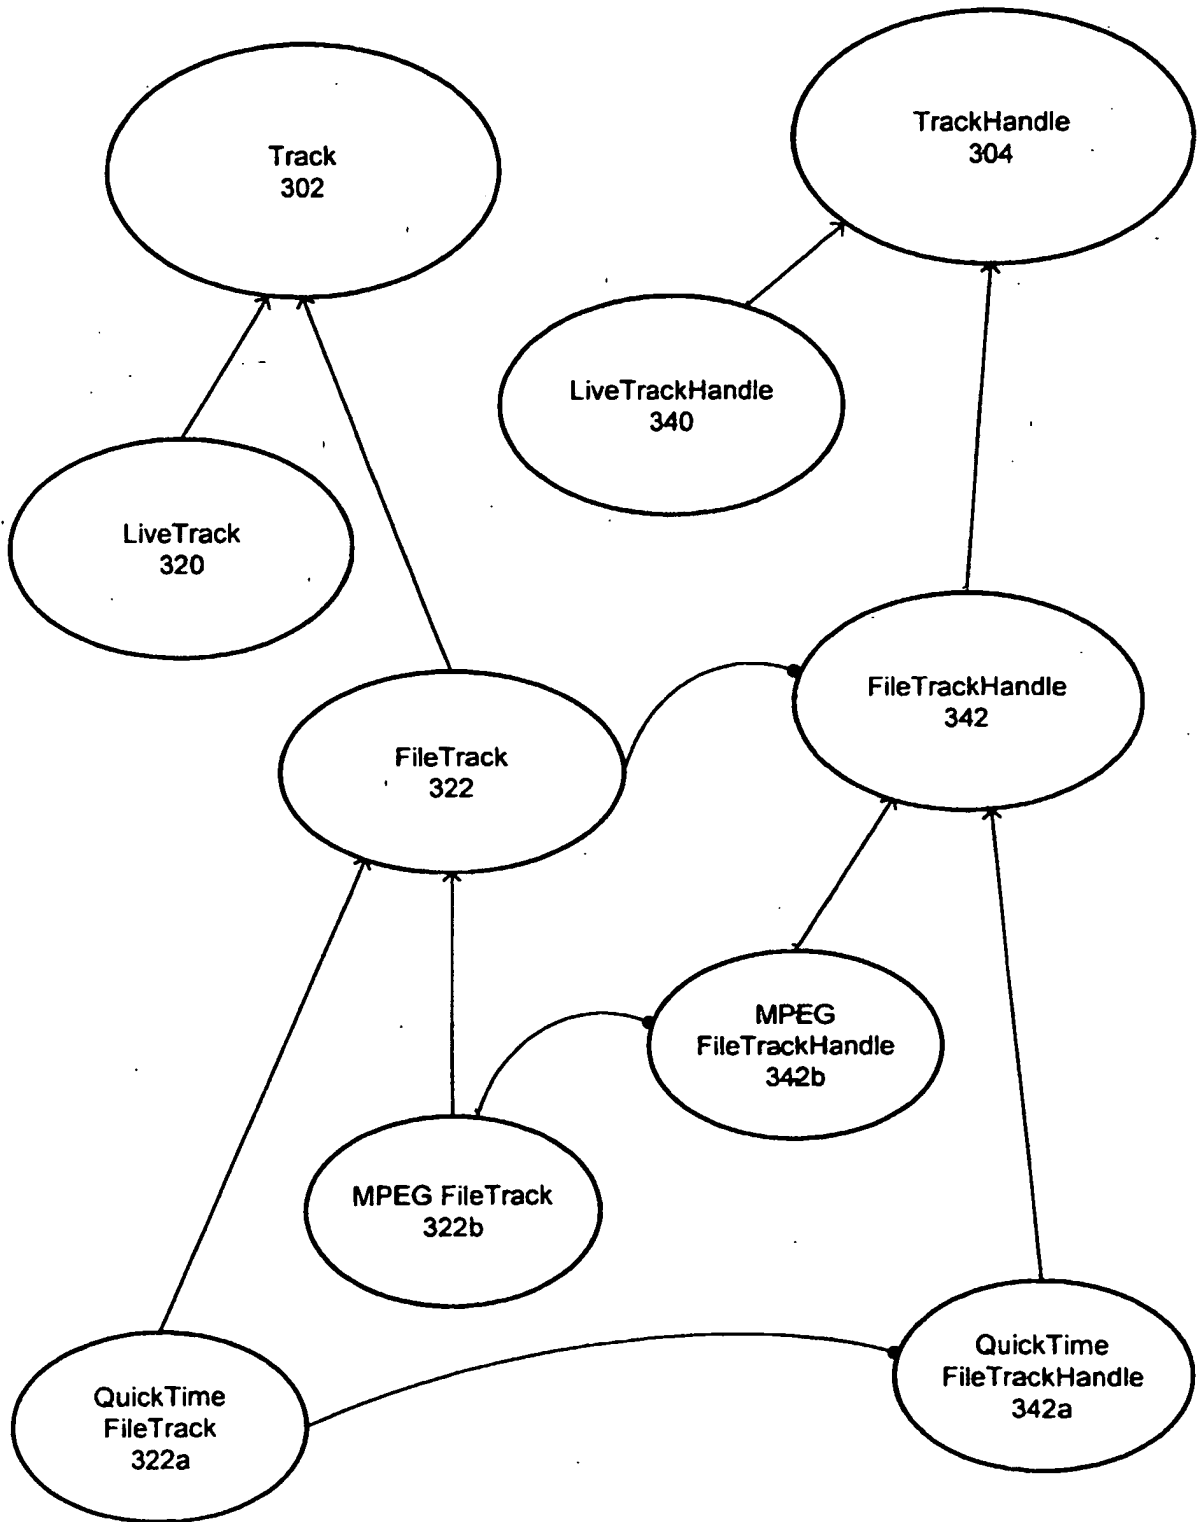 TrackHandle
304
Track
302
LiveTrackHandle
340
LiveTrack
320
FileTrackHandle
342
FileTrack
322
MPEG
FileTrackHandle
342b
MPEG FileTrack
322b
QuickTime
FileTrackHandle
342a
QuickTime
FileTrack
322a